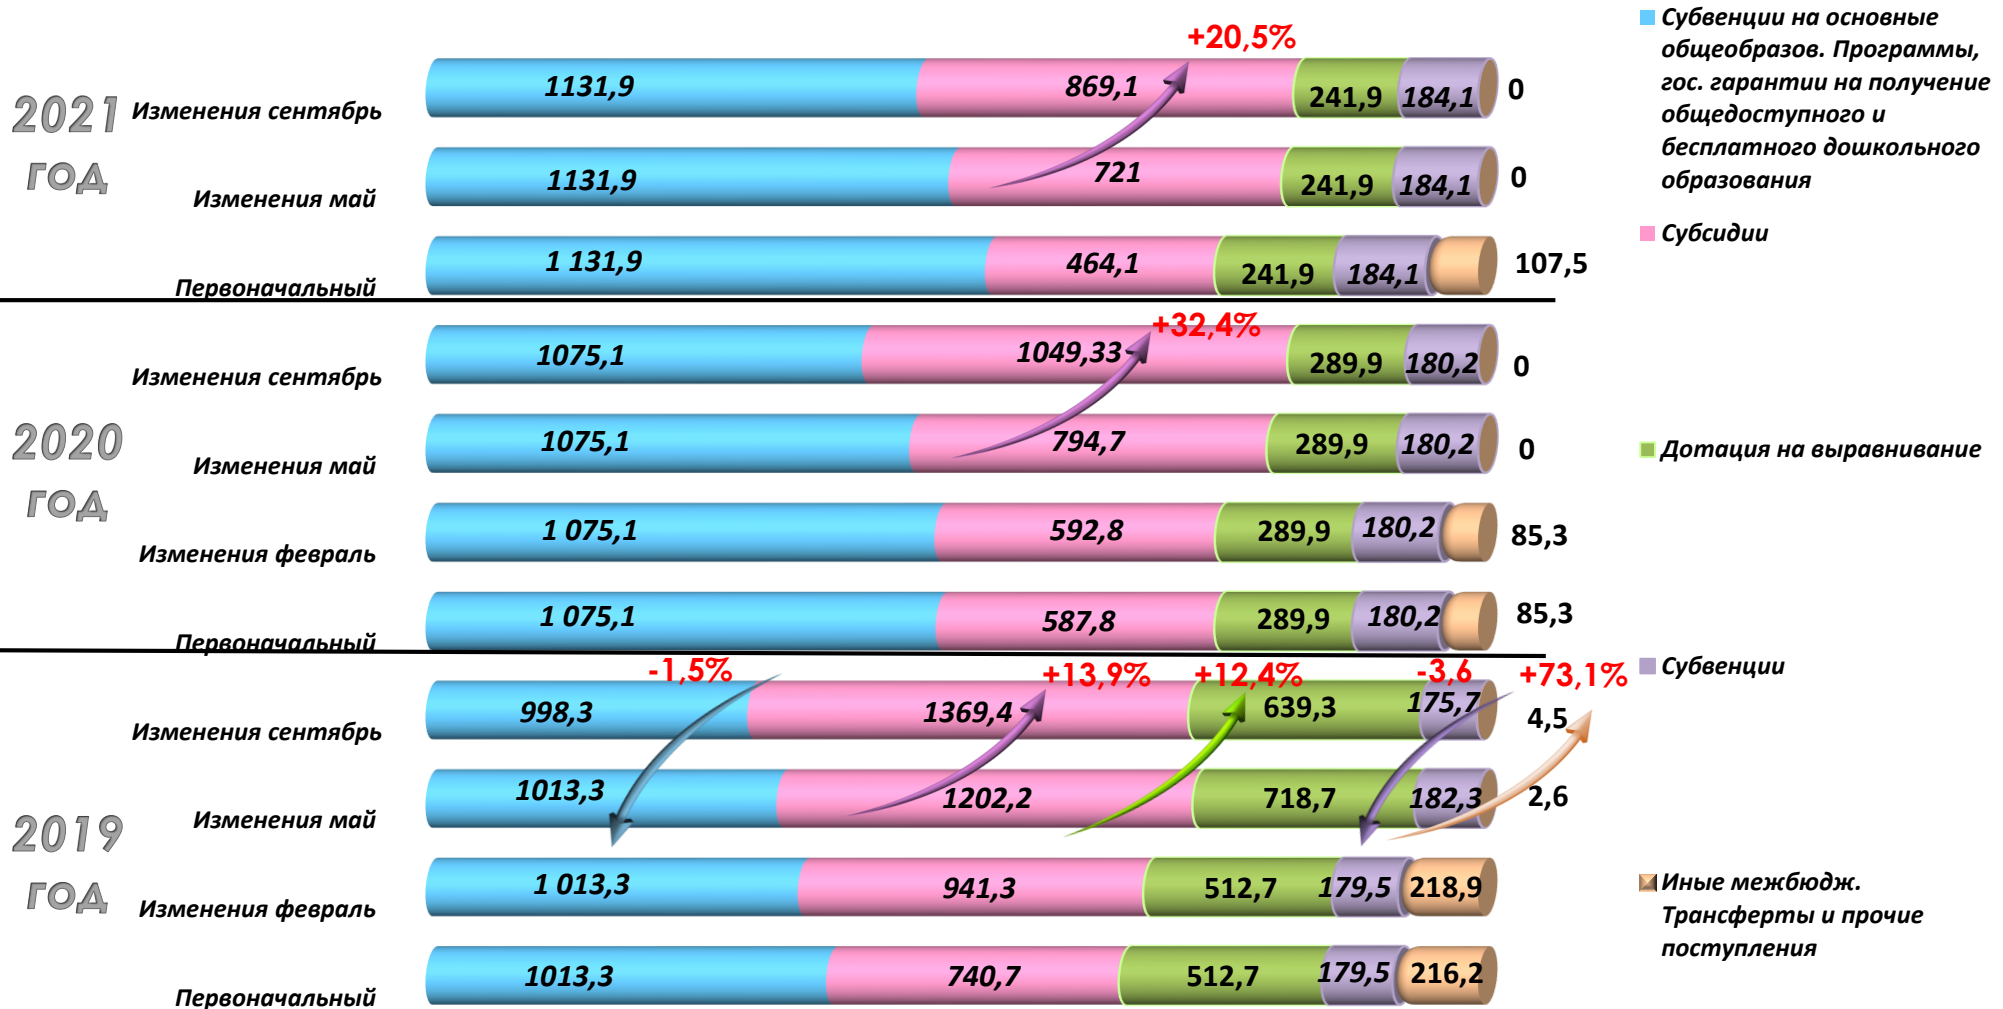 +20,5%
2021
ГОД
Изменения сентябрь
1131,9
869,1
241,9
184,1
0
Изменения май
1131,9
721
241,9
184,1
0
Первоначальный
1 131,9
464,1
241,9
184,1
107,5
+32,4%
2020
ГОД
Изменения сентябрь
1075,1
1049,33
289,9
180,2
0
Изменения май
1075,1
794,7
289,9
180,2
0
Изменения февраль
1 075,1
592,8
289,9
180,2
85,3
Первоначальный
1 075,1
587,8
289,9
180,2
85,3
-1,5%
+13,9%
+12,4%
-3,6
+73,1%
2019
ГОД
Изменения сентябрь
998,3
1369,4
639,3
175,7
4,5
Изменения май
1013,3
1202,2
718,7
182,3
2,6
Изменения февраль
1 013,3
941,3
512,7
179,5
218,9
Первоначальный
1013,3
740,7
512,7
179,5
216,2
Субвенции на основные
общеобразов. Программы,
гос. гарантии на получение
общедоступного и
бесплатного дошкольного
образования
Субсидии
Дотация на выравнивание
Субвенции
Иные межбюдж.
Трансферты и прочие
поступления